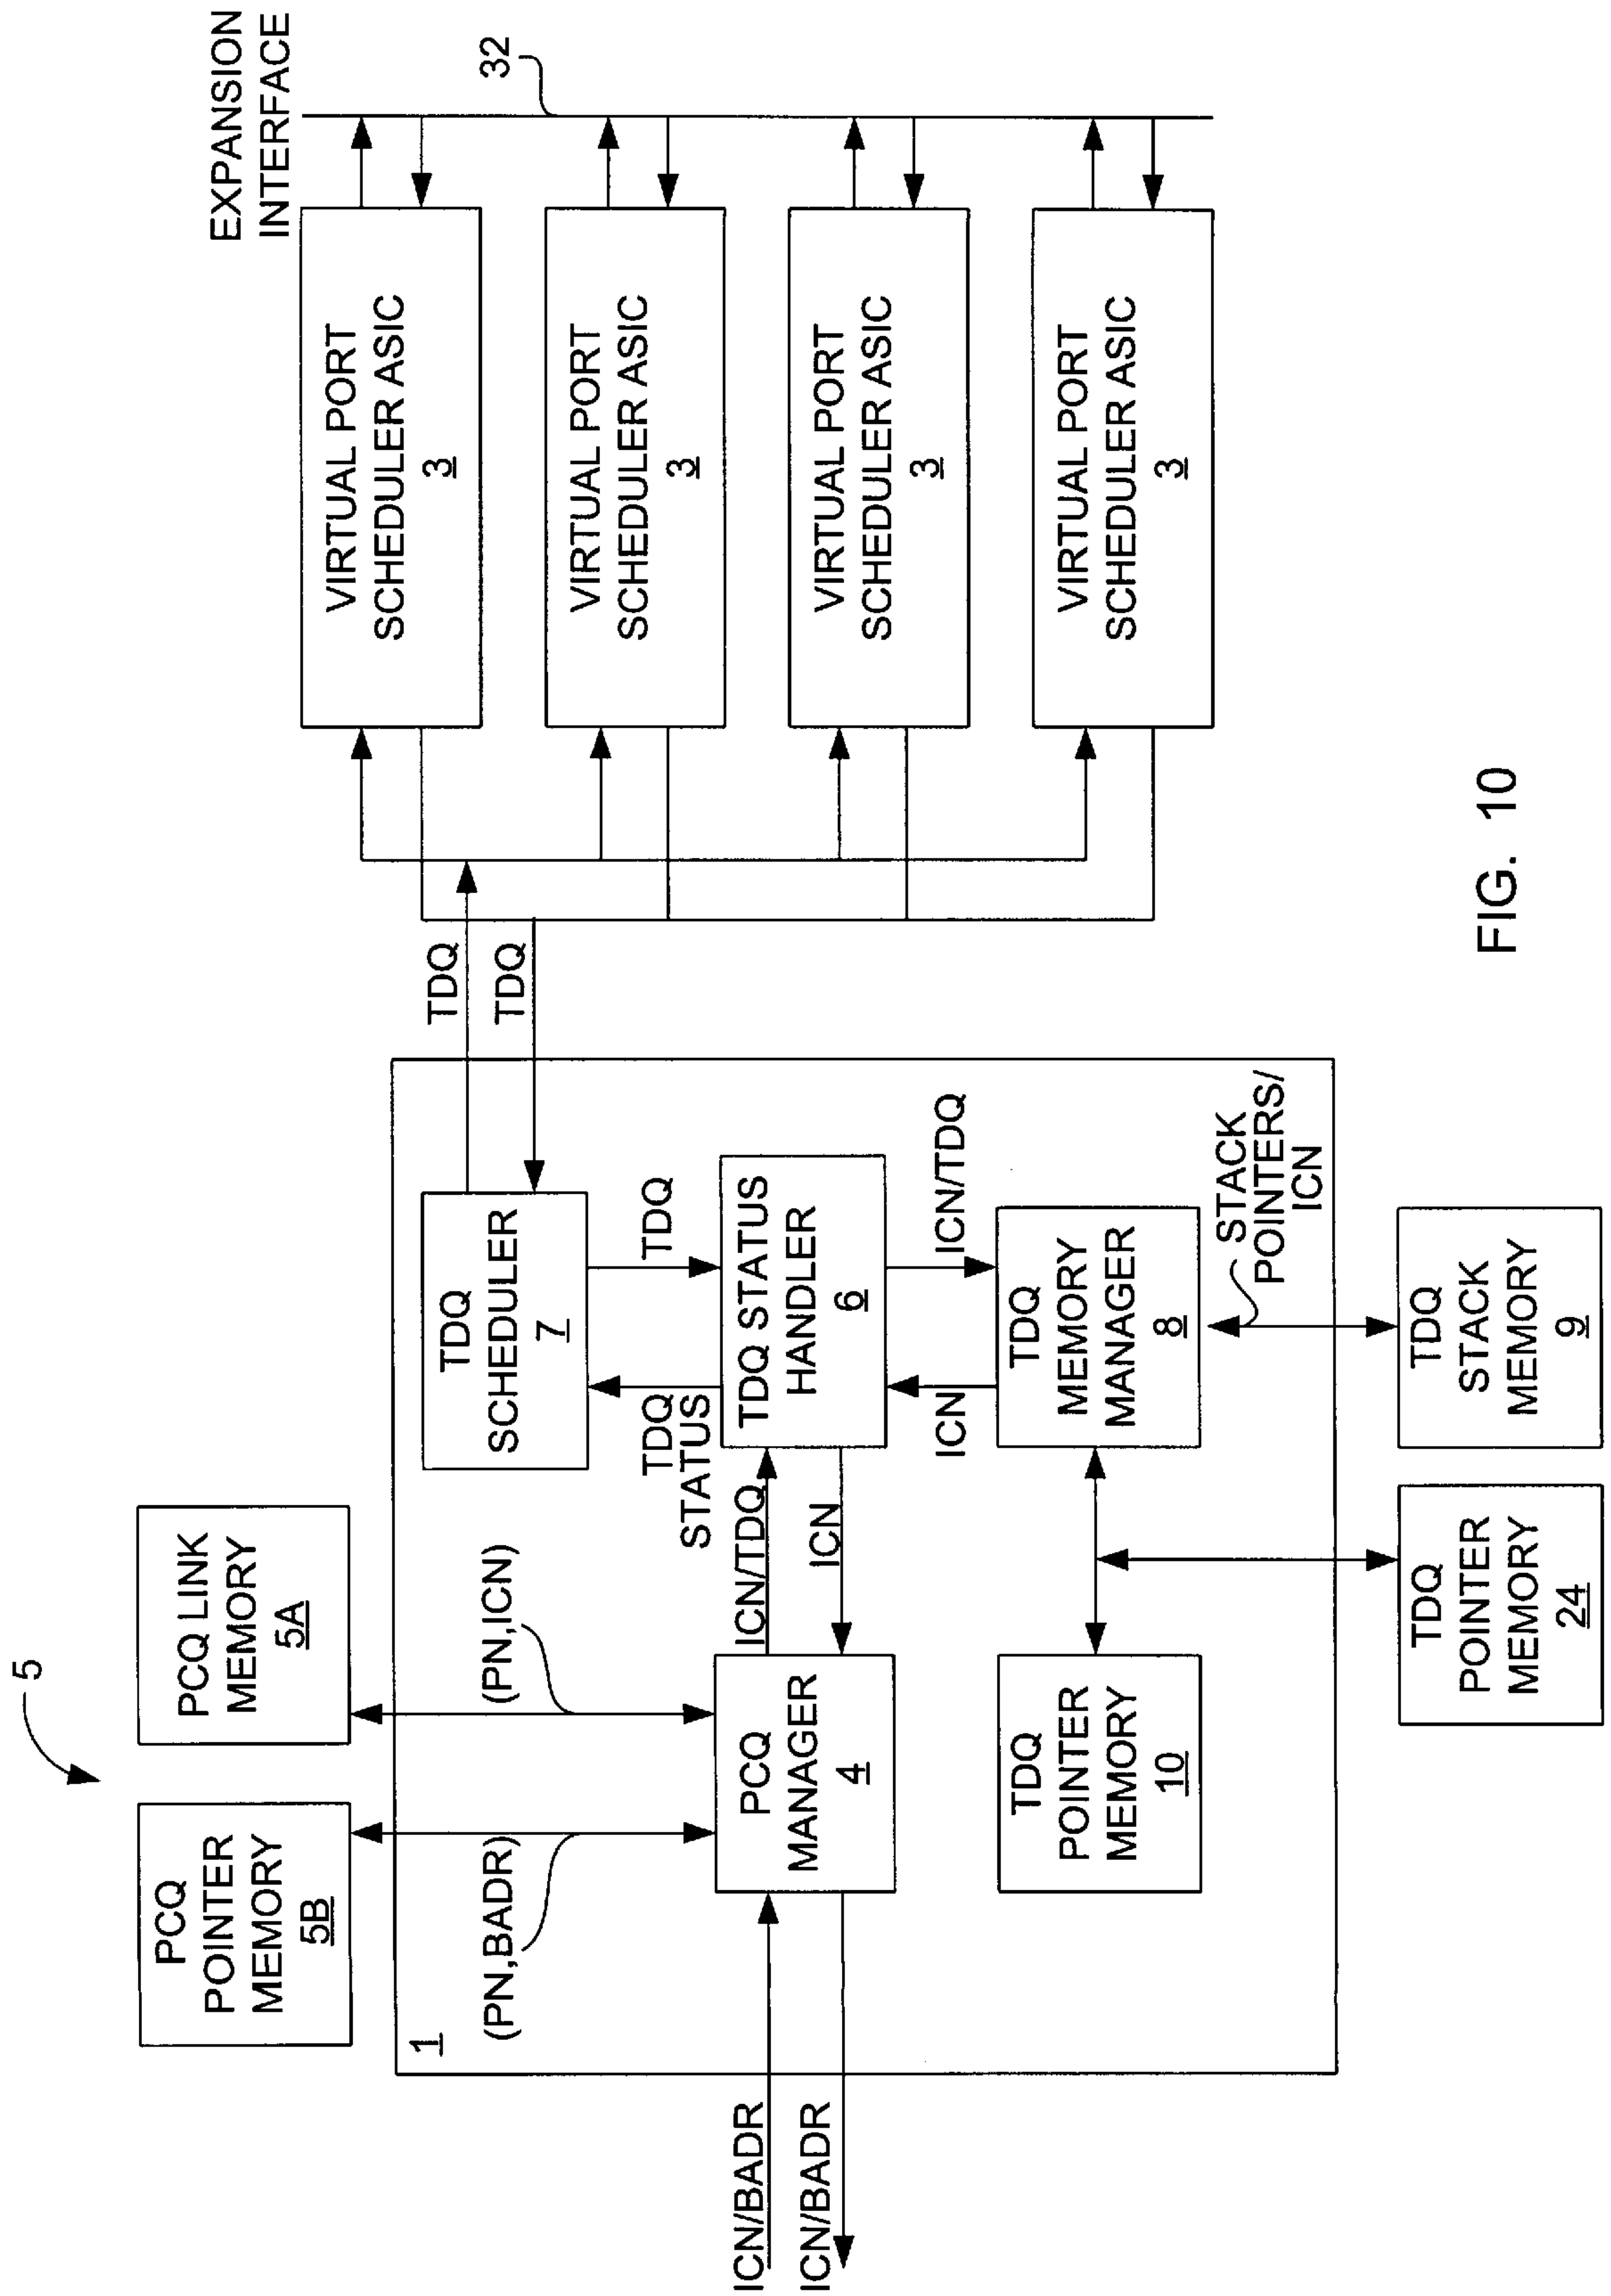 5
PCQ
POINTER
MEMORY
5B
PCQ LINK
MEMORY
5A
1
(PN,BADR)
(PN,ICN)
ICN/BADR
ICN/BADR
PCQ
MANAGER
4
ICN/TDQ
ICN
TDQ
SCHEDULER
7
TDQ
STATUS
TDQ
TDQ STATUS
HANDLER
6
ICN
ICN/TDQ
TDQ
MEMORY
MANAGER
8
TDQ
POINTER
MEMORY
10
STACK
POINTERS/
ICN
TDQ
POINTER
MEMORY
24
TDQ
STACK
MEMORY
9
TDQ
TDQ
VIRTUAL PORT
SCHEDULER ASIC
3
VIRTUAL PORT
SCHEDULER ASIC
3
VIRTUAL PORT
SCHEDULER ASIC
3
VIRTUAL PORT
SCHEDULER ASIC
3
EXPANSION
INTERFACE
32
FIG. 10